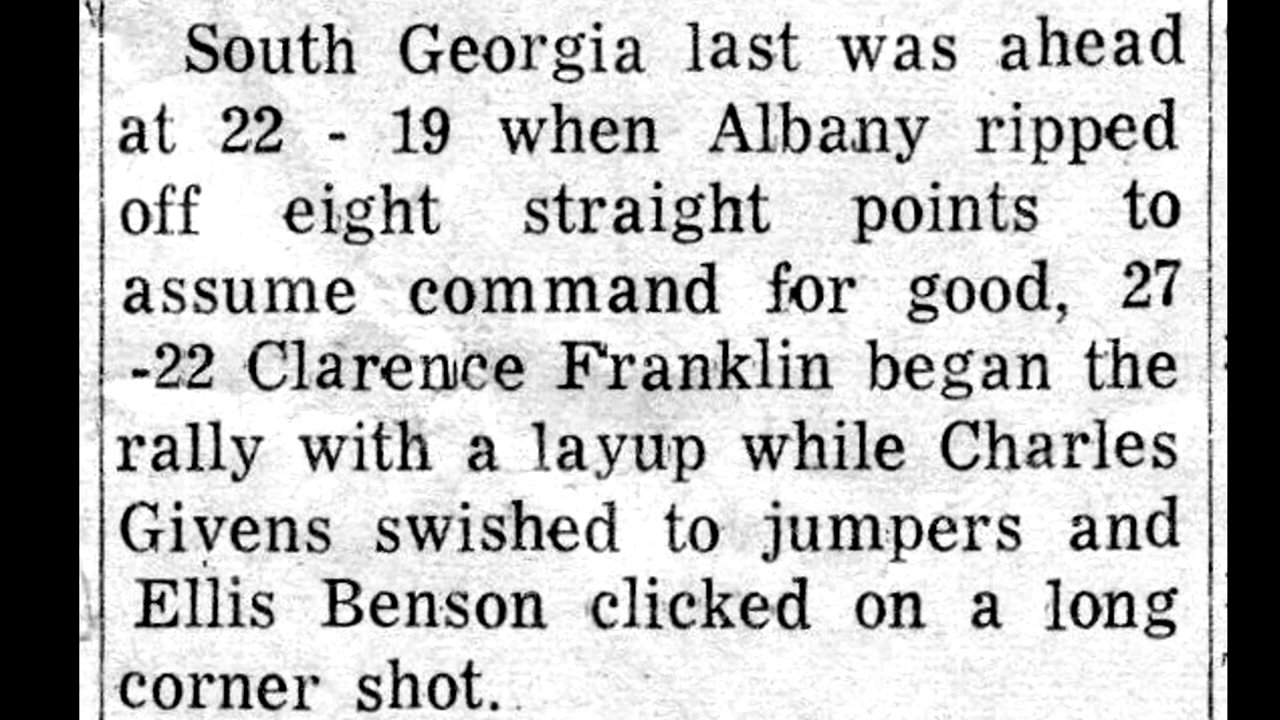 South Georgia last was ahead
at 22 - 19 when Albany ripped
off eight straight points to
assume command for good, 27
-22 Clarence Franklin began the
rally with a layup while Charles
Givens swished to jumpers and
Ellis Benson clicked on a long
corner shot.